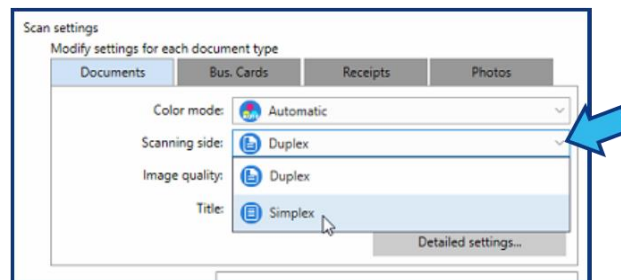 Scan settings
Modify settings for each document type
Documents Bus. Cards Receipts Photos
Color mode: Automatic
Scanning side: Duplex
Image quality: Duplex
Title: Simplex
Detailed settings...